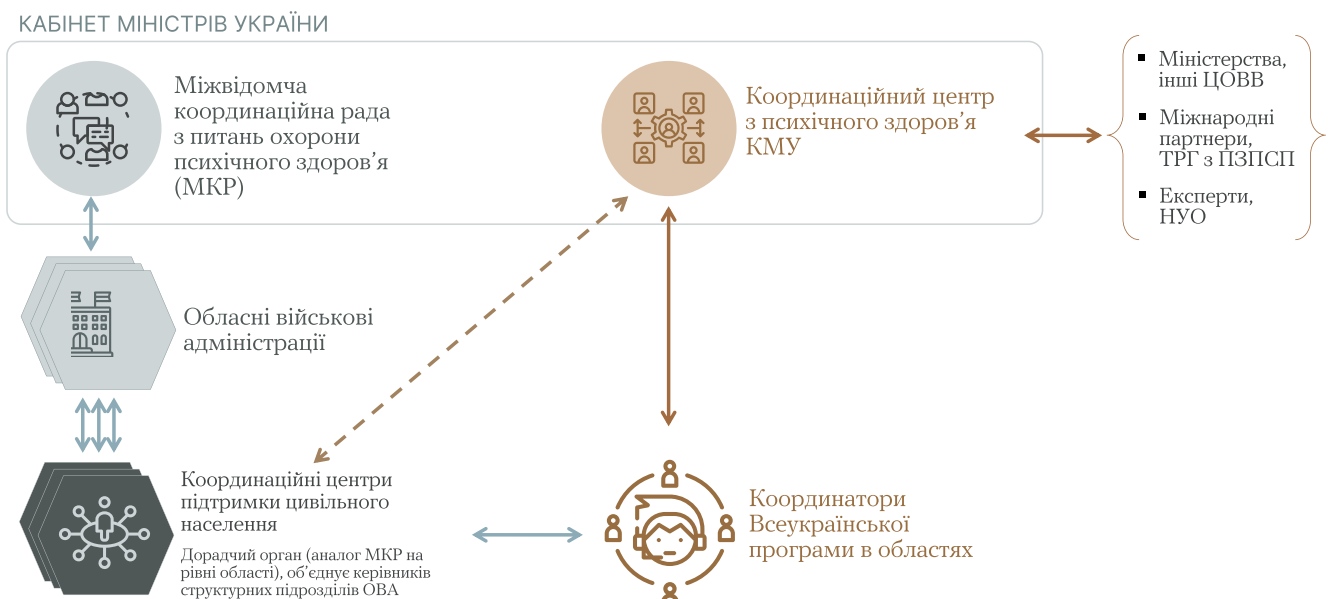 КАБІНЕТ МІНІСТРІВ УКРАЇНИ
Міжвідомча
координаційна рада
з питань охорони
психічного здоров’я
(МКР)
Координаційний центр
з психічного здоров’я
КМУ
Міністерства,
інші ЦОВВ
Міжнародні
партнери,
ТРГ з ПЗПСП
Експерти,
НУО
Обласні військові
адміністрації
Координаційні центри
підтримки цивільного
населення
Дорадчий орган (аналог МКР на
рівні області), об’єднує керівників
структурних підрозділів ОВА
Координатори
Всеукраїнської
програми в областях